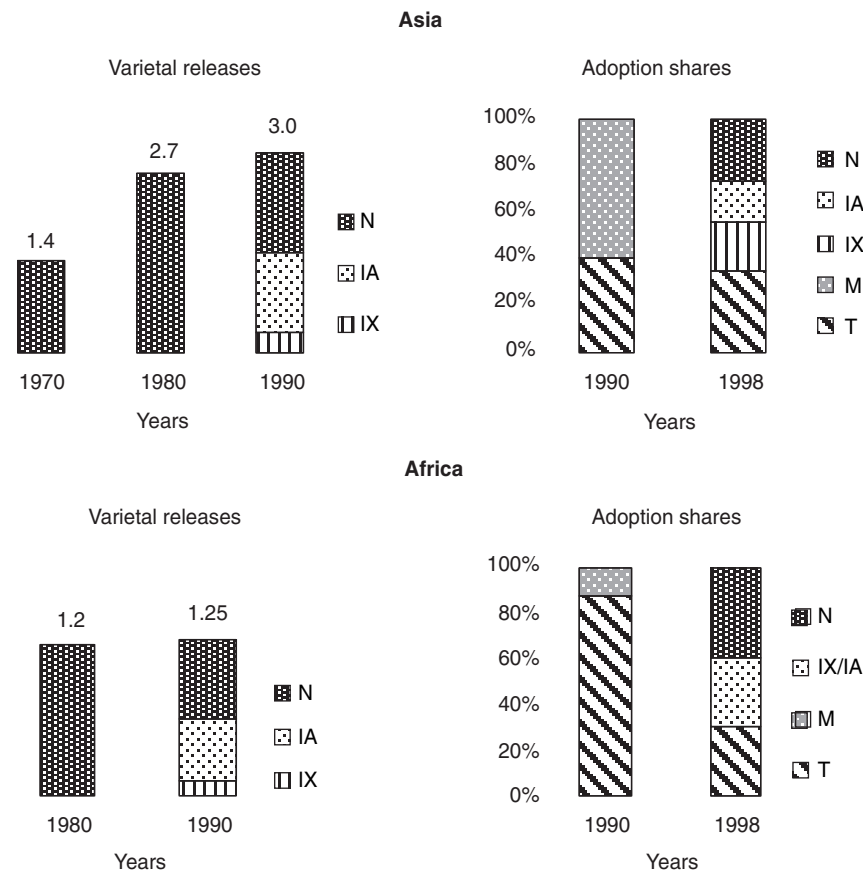 Asia
Varietal releases
1.4
2.7
3.0
1970
1980
1990
Years
N
IA
IX
Adoption shares
100%
80%
60%
40%
20%
0%
1990
1998
Years
N
IA
IX
M
T
Africa
Varietal releases
1.2
1.25
1980
1990
Years
N
IA
IX
Adoption shares
100%
80%
60%
40%
20%
0%
1990
1998
Years
N
IX/IA
M
T